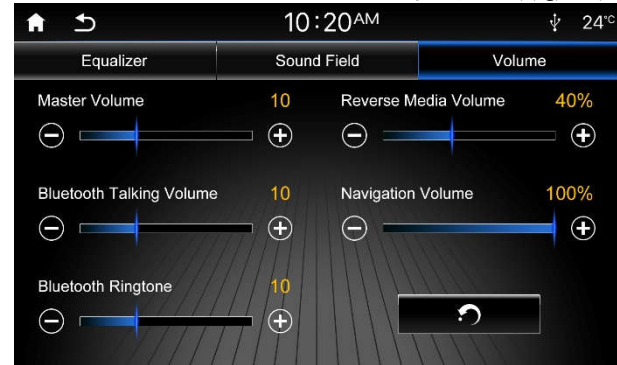 10:20AM 24°C
Equalizer Sound Field Volume
Master Volume 10 Reverse Media Volume 40%
Bluetooth Talking Volume 10 Navigation Volume 100%
Bluetooth Ringtone 10